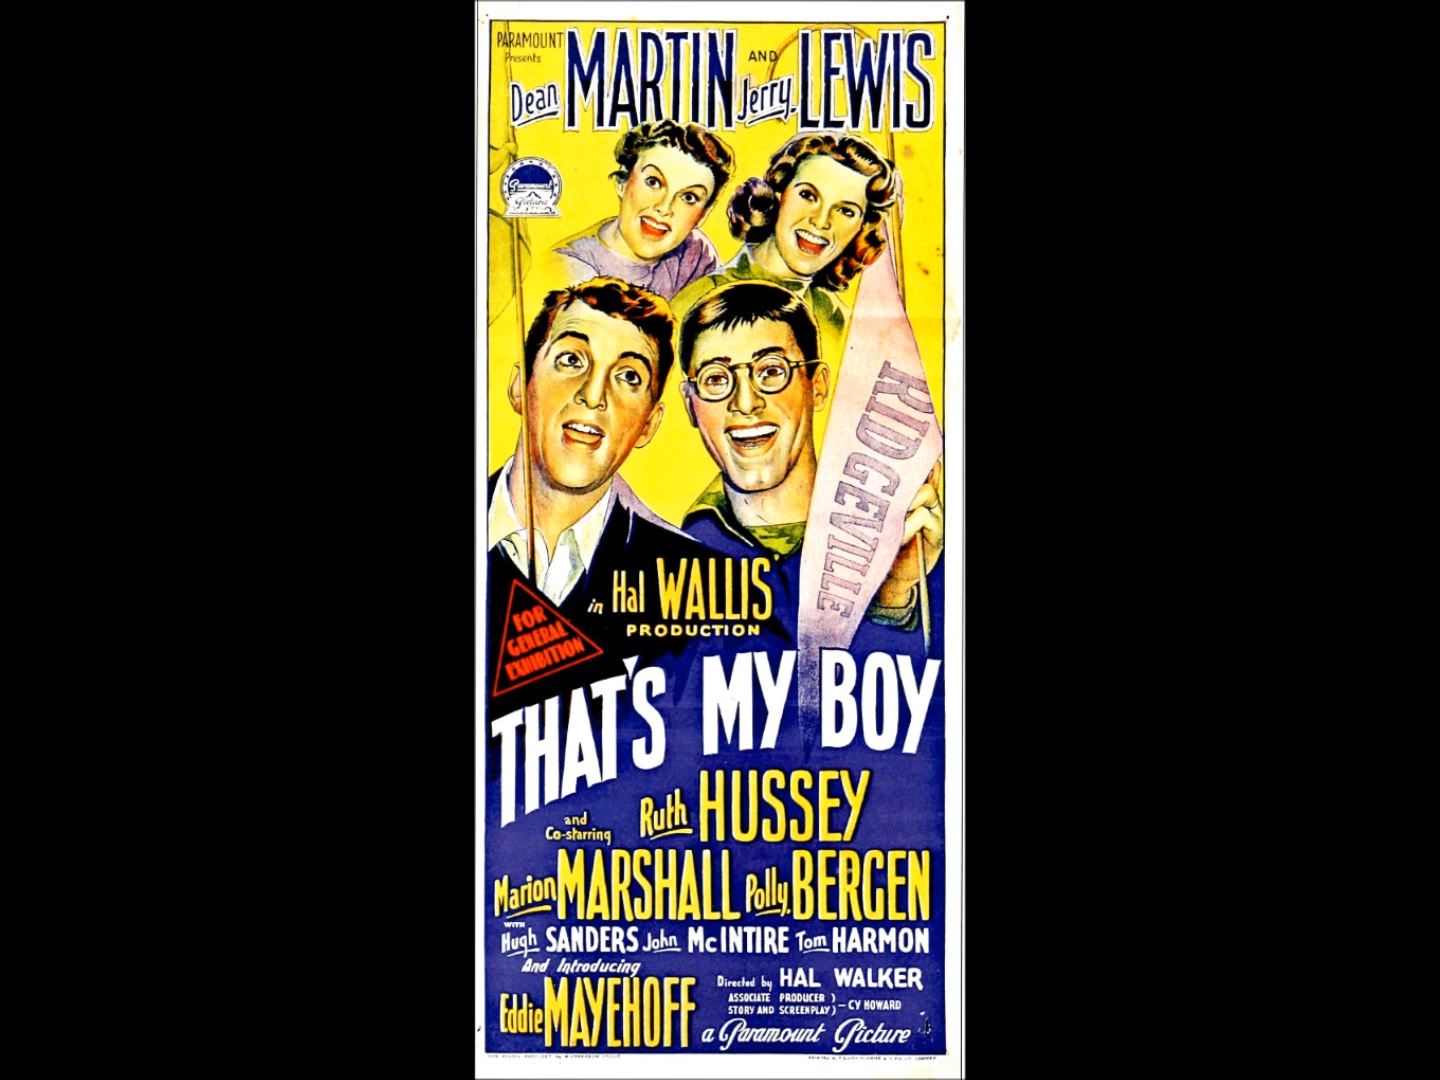 PARAMOUNT
Presents
Dean MARTIN AND Jerry LEWIS
Paramount
Pictures
RIDGEVILLE
in Hal WALLIS'
PRODUCTION
FOR
GENERAL
EXHIBITION
THAT'S MY BOY
and
Co-starring Ruth HUSSEY
Marion MARSHALL Polly BERGEN
WITH
Hugh SANDERS John McINTIRE Tom HARMON
And Introducing
Eddie MAYEHOFF
Directed by HAL WALKER
ASSOCIATE PRODUCER )
STORY AND SCREENPLAY) – CY HOWARD
a Paramount Picture